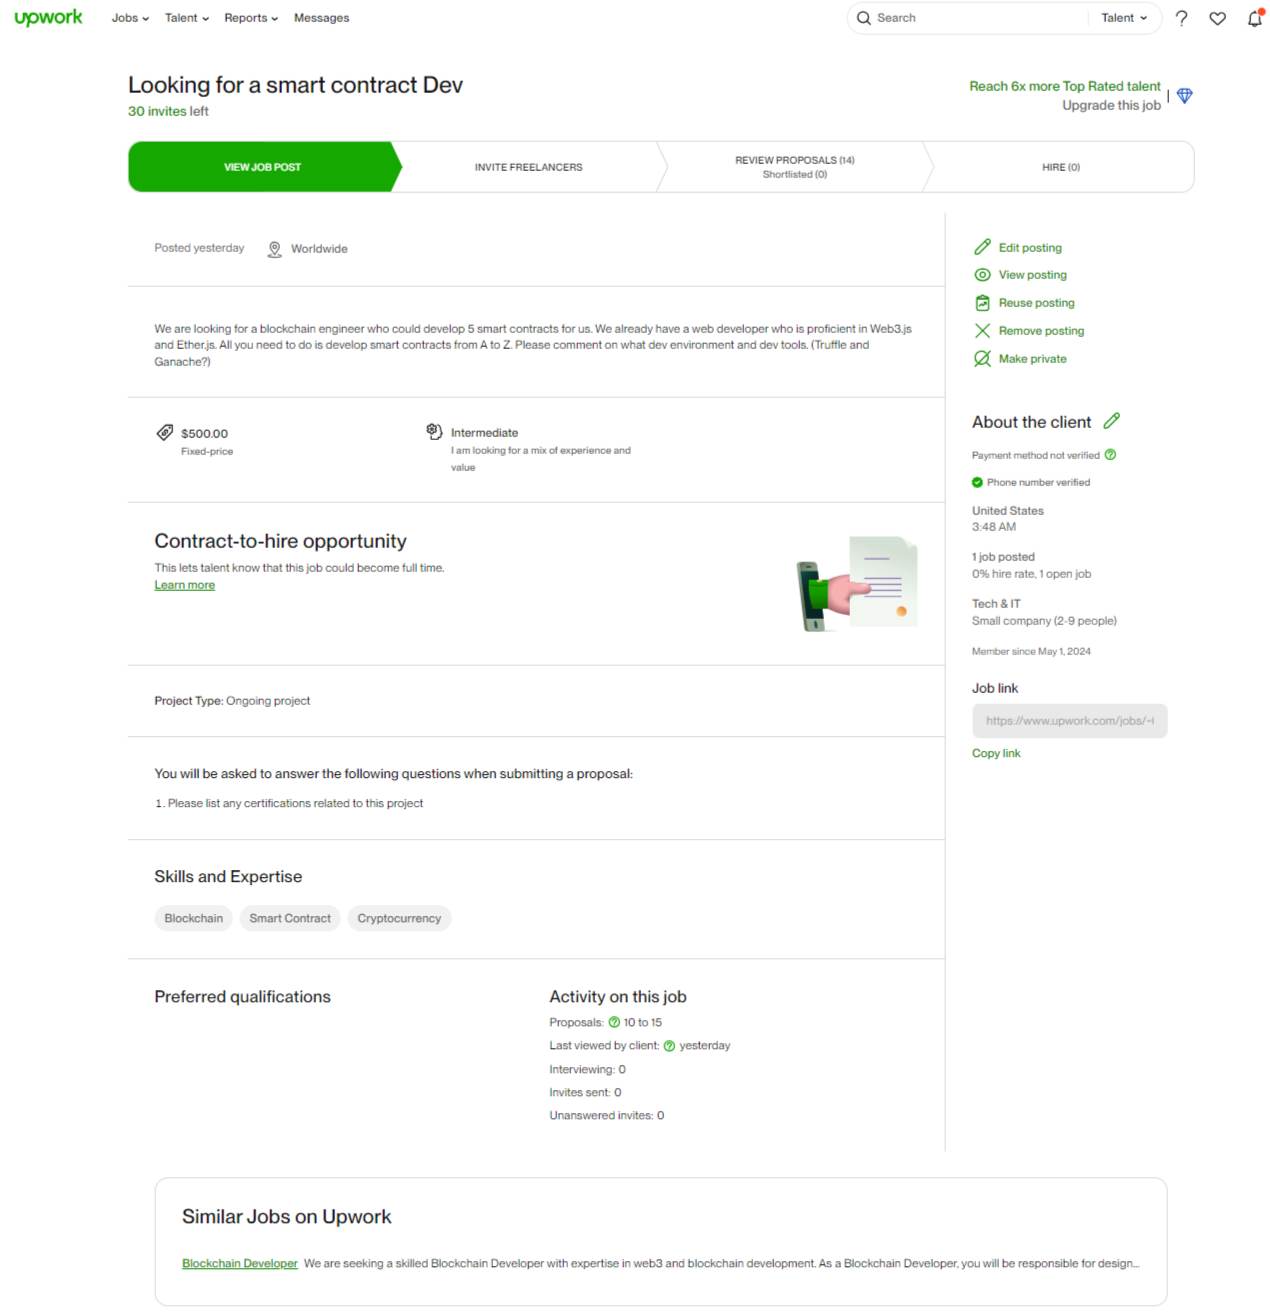 upwork
Jobs
Talent
Reports
Messages
Search
Talent
Looking for a smart contract Dev
30 invites left
Reach 6x more Top Rated talent
Upgrade this job
VIEW JOB POST
INVITE FREELANCERS
REVIEW PROPOSALS (14)
Shortlisted (0)
HIRE (0)
Posted yesterday
Worldwide
We are looking for a blockchain engineer who could develop 5 smart contracts for us. We already have a web developer who is proficient in Web3.js
and Ether.js. All you need to do is develop smart contracts from A to Z. Please comment on what dev environment and dev tools. (Truffle and
Ganache?)
$500.00
Fixed-price
Intermediate
I am looking for a mix of experience and
value
Contract-to-hire opportunity
This lets talent know that this job could become full time.
Learn more
Project Type: Ongoing project
You will be asked to answer the following questions when submitting a proposal:
1. Please list any certifications related to this project
Skills and Expertise
Blockchain
Smart Contract
Cryptocurrency
Preferred qualifications
Activity on this job
Proposals: 10 to 15
Last viewed by client: yesterday
Interviewing: 0
Invites sent: 0
Unanswered invites: 0
Edit posting
View posting
Reuse posting
Remove posting
Make private
About the client
Payment method not verified
Phone number verified
United States
3:48 AM
1 job posted
0% hire rate, 1 open job
Tech & IT
Small company (2-9 people)
Member since May 1, 2024
Job link
https://www.upwork.com/jobs/~
Copy link
Similar Jobs on Upwork
Blockchain Developer We are seeking a skilled Blockchain Developer with expertise in web3 and blockchain development. As a Blockchain Developer, you will be responsible for design...